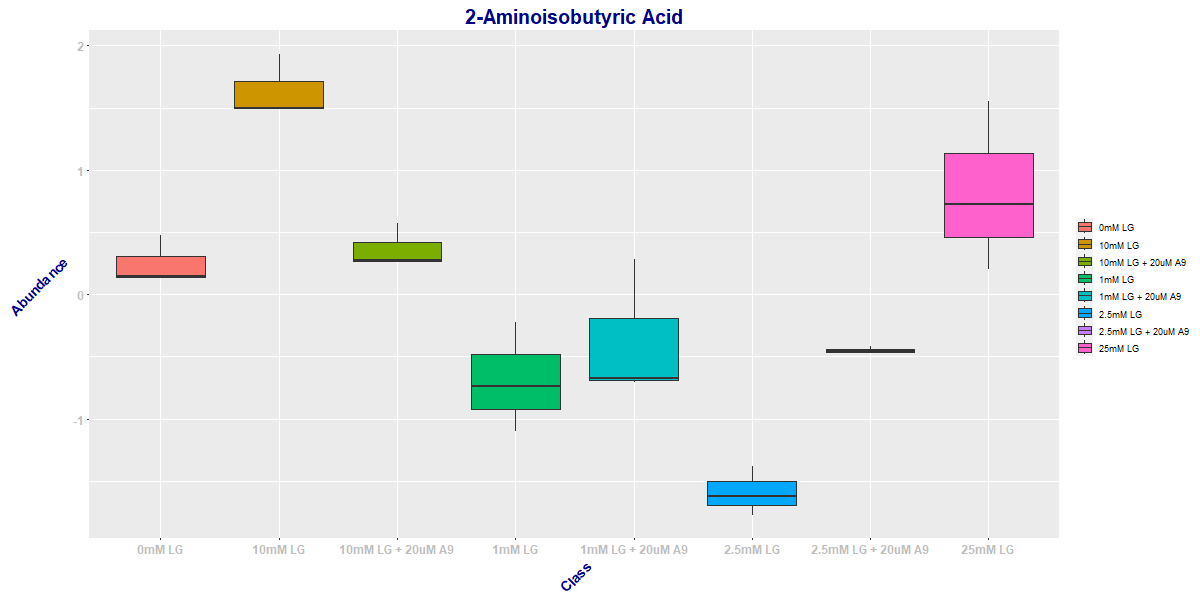 2-Aminoisobutyric Acid
2
1
0
-1
Abundance
0mM LG
10mM LG
10mM LG + 20uM A9
1mM LG
1mM LG + 20uM A9
2.5mM LG
2.5mM LG + 20uM A9
25mM LG
Class
0mM LG
10mM LG
10mM LG + 20uM A9
1mM LG
1mM LG + 20uM A9
2.5mM LG
2.5mM LG + 20uM A9
25mM LG